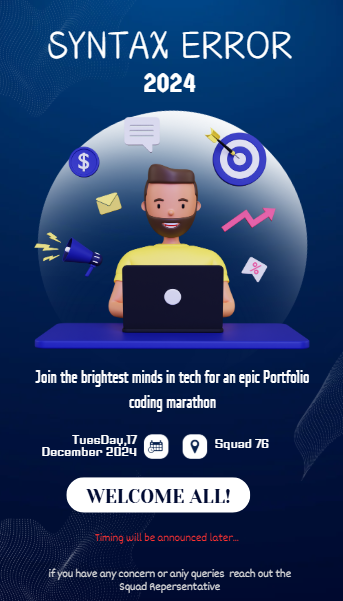 SYNTAX ERROR
2024
$
%
Join the brightest minds in tech for an epic Portfolio
coding marathon
TuesDay,17
December 2024
Squad 76
WELCOME ALL!
Timing will be announced later...
if you have any concern or aniy queries reach out the
Squad Repersentative